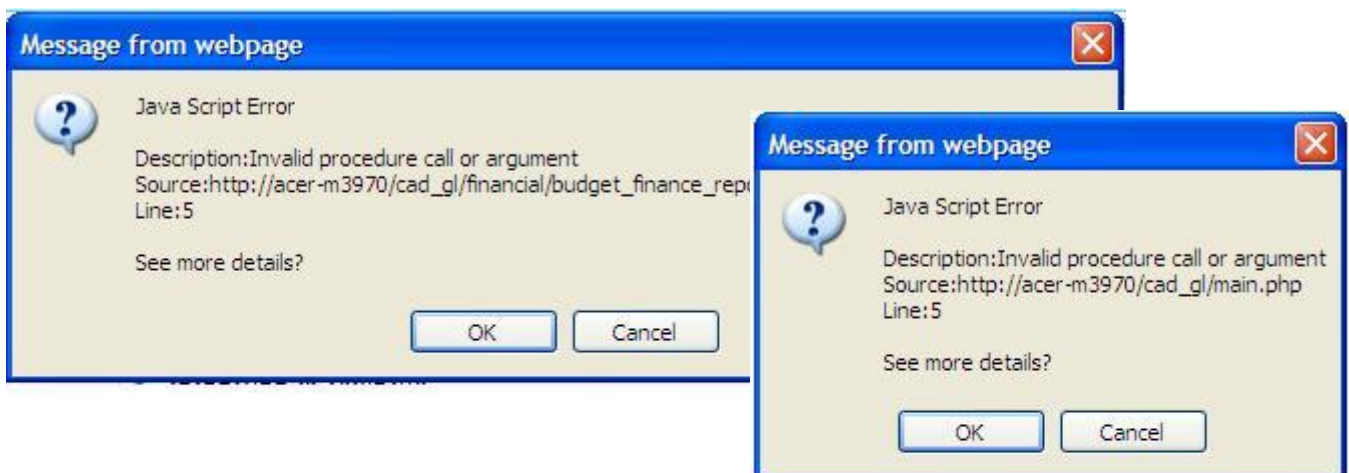 Message from webpage
Java Script Error
Description:Invalid procedure call or argument
Source:http://acer-m3970/cad_gl/financial/budget_finance_repo
Line:5
See more details?
OK Cancel
Message from webpage
Java Script Error
Description:Invalid procedure call or argument
Source:http://acer-m3970/cad_gl/main.php
Line:5
See more details?
OK Cancel